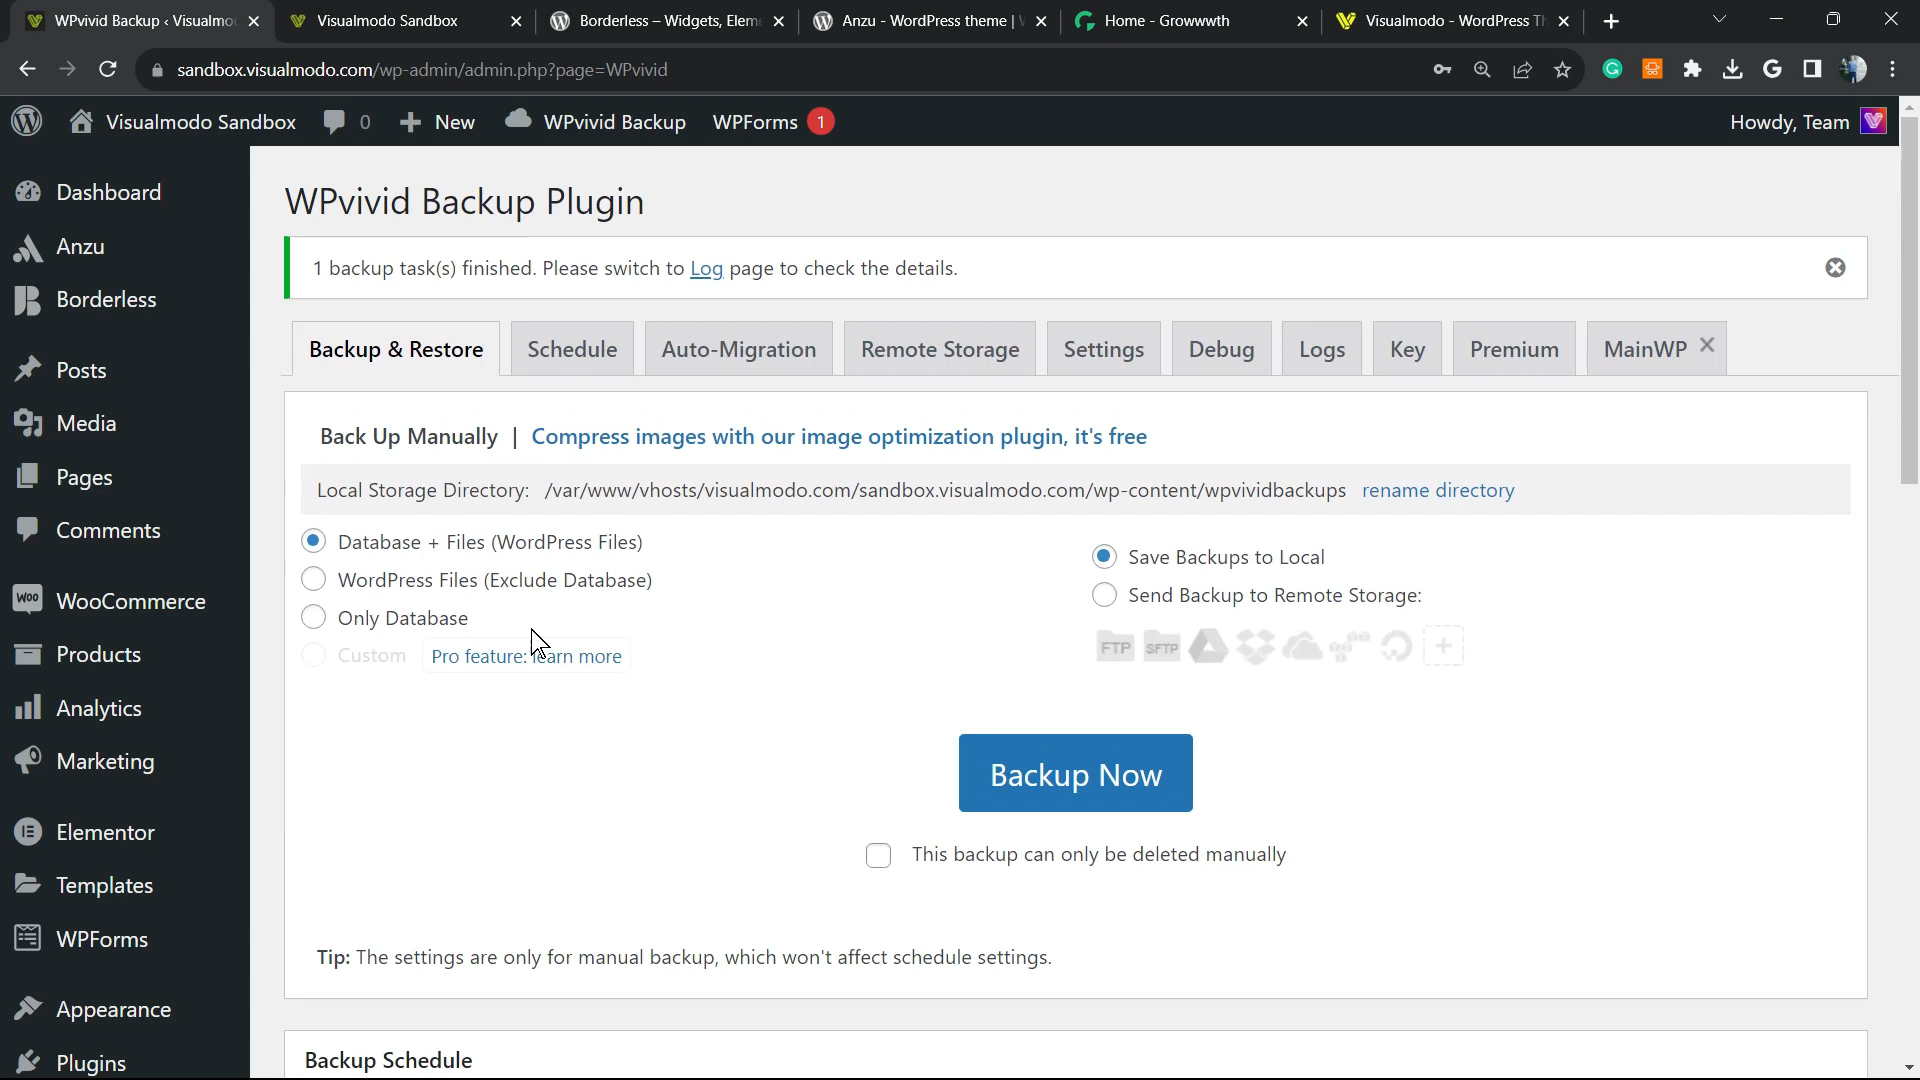 WPvivid Backup ‹ Visualmo
Visualmodo Sandbox
Borderless – Widgets, Elem
Anzu - WordPress theme |
Home - Growwwth
Visualmodo - WordPress Th
sandbox.visualmodo.com/wp-admin/admin.php?page=WPvivid
Visualmodo Sandbox
0
New
WPvivid Backup
WPForms 1
Howdy, Team
Dashboard
Anzu
Borderless
Posts
Media
Pages
Comments
WOO WooCommerce
Products
Analytics
Marketing
Elementor
Templates
WPForms
Appearance
Plugins
WPvivid Backup Plugin
1 backup task(s) finished. Please switch to Log page to check the details.
Backup & Restore
Schedule
Auto-Migration
Remote Storage
Settings
Debug
Logs
Key
Premium
MainWP
Back Up Manually | Compress images with our image optimization plugin, it's free
Local Storage Directory: /var/www/vhosts/visualmodo.com/sandbox.visualmodo.com/wp-content/wpvividbackups rename directory
Database + Files (WordPress Files)
WordPress Files (Exclude Database)
Only Database
Custom Pro feature: learn more
Save Backups to Local
Send Backup to Remote Storage:
FTP SFTP
Backup Now
This backup can only be deleted manually
Tip: The settings are only for manual backup, which won't affect schedule settings.
Backup Schedule